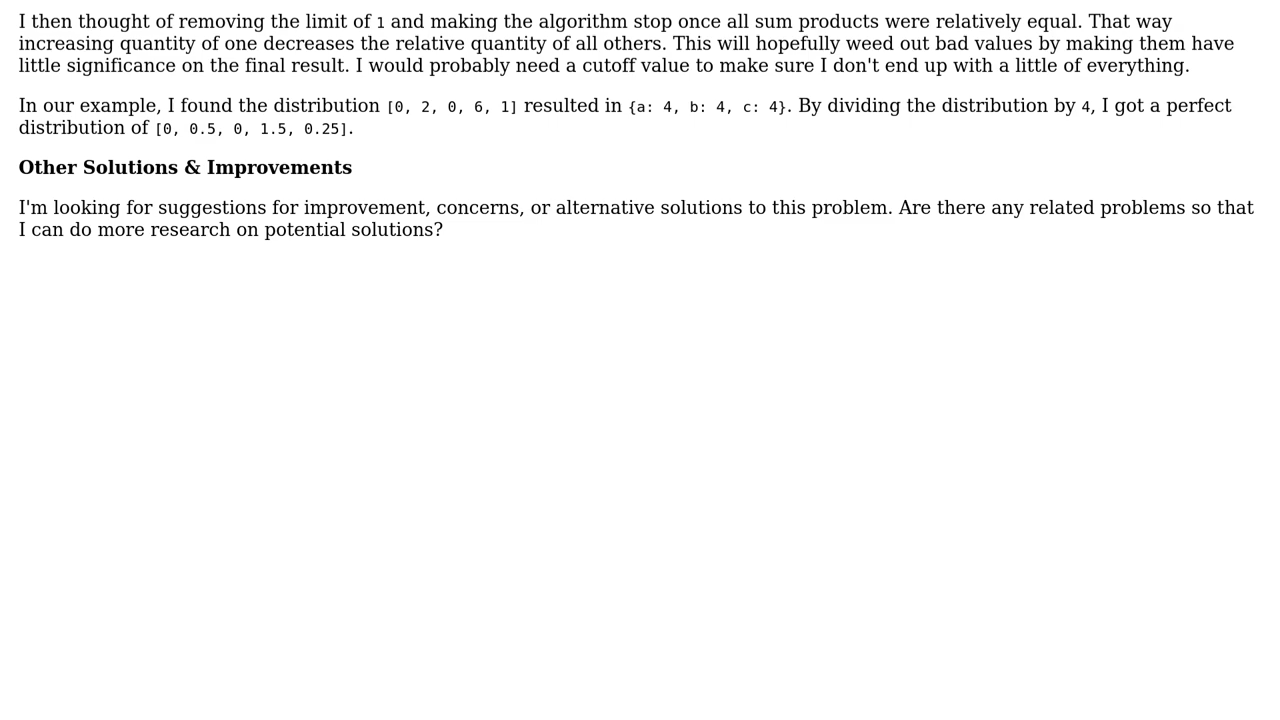 I then thought of removing the limit of 1 and making the algorithm stop once all sum products were relatively equal. That way
increasing quantity of one decreases the relative quantity of all others. This will hopefully weed out bad values by making them have
little significance on the final result. I would probably need a cutoff value to make sure I don't end up with a little of everything.
In our example, I found the distribution [0, 2, 0, 6, 1] resulted in {a: 4, b: 4, c: 4}. By dividing the distribution by 4, I got a perfect
distribution of [0, 0.5, 0, 1.5, 0.25].
Other Solutions & Improvements
I'm looking for suggestions for improvement, concerns, or alternative solutions to this problem. Are there any related problems so that
I can do more research on potential solutions?